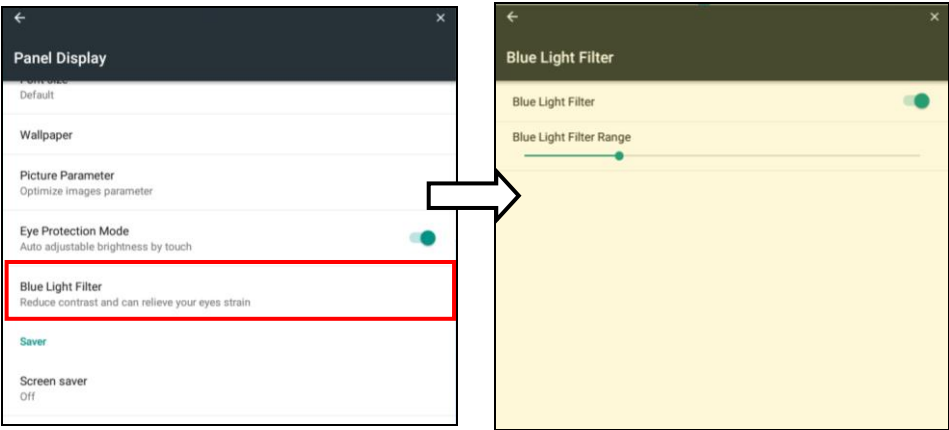 Panel Display
Font size
Default
Wallpaper
Picture Parameter
Optimize images parameter
Eye Protection Mode
Auto adjustable brightness by touch
Blue Light Filter
Reduce contrast and can relieve your eyes strain
Saver
Screen saver
Off
Blue Light Filter
Blue Light Filter
Blue Light Filter Range